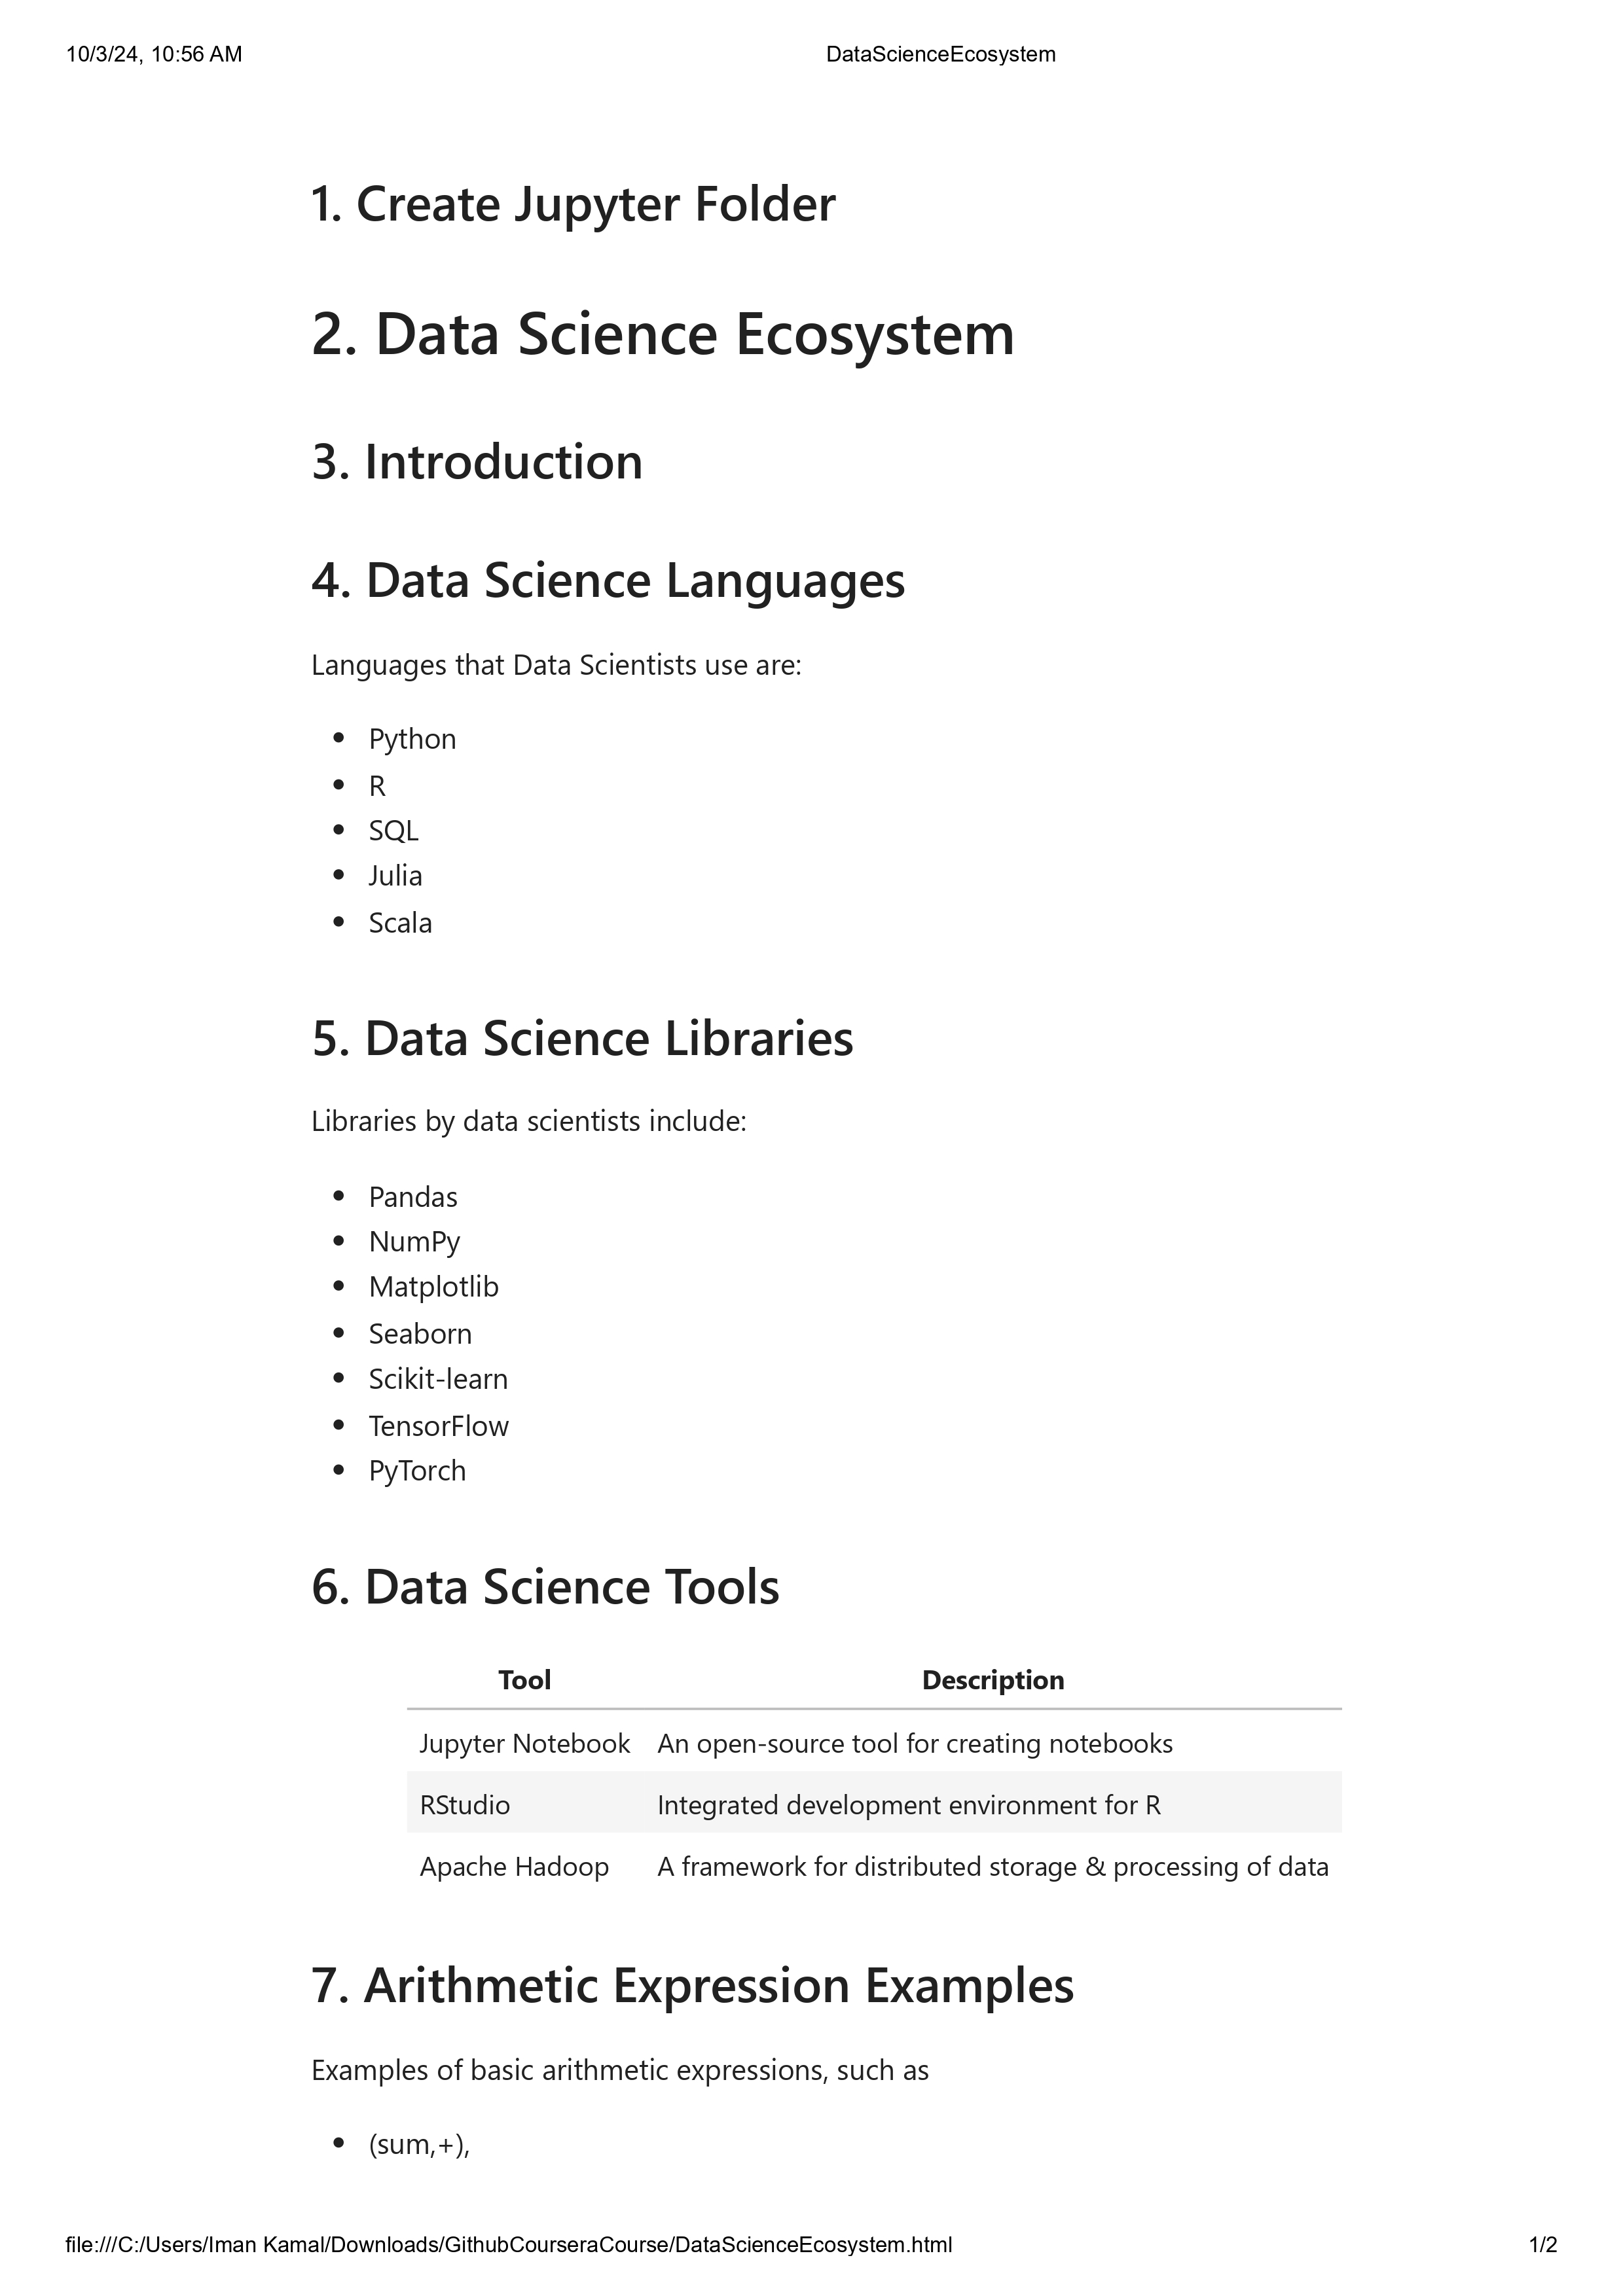 10/3/24, 10:56 AM DataScienceEcosystem
1. Create Jupyter Folder
2. Data Science Ecosystem
3. Introduction
4. Data Science Languages
Languages that Data Scientists use are:
• Python
• R
• SQL
• Julia
• Scala
5. Data Science Libraries
Libraries by data scientists include:
• Pandas
• NumPy
• Matplotlib
• Seaborn
• Scikit-learn
• TensorFlow
• PyTorch
6. Data Science Tools
Tool Description
Jupyter Notebook An open-source tool for creating notebooks
RStudio Integrated development environment for R
Apache Hadoop A framework for distributed storage & processing of data
7. Arithmetic Expression Examples
Examples of basic arithmetic expressions, such as
• (sum,+),
file:///C:/Users/Iman Kamal/Downloads/GithubCourseraCourse/DataScienceEcosystem.html 1/2